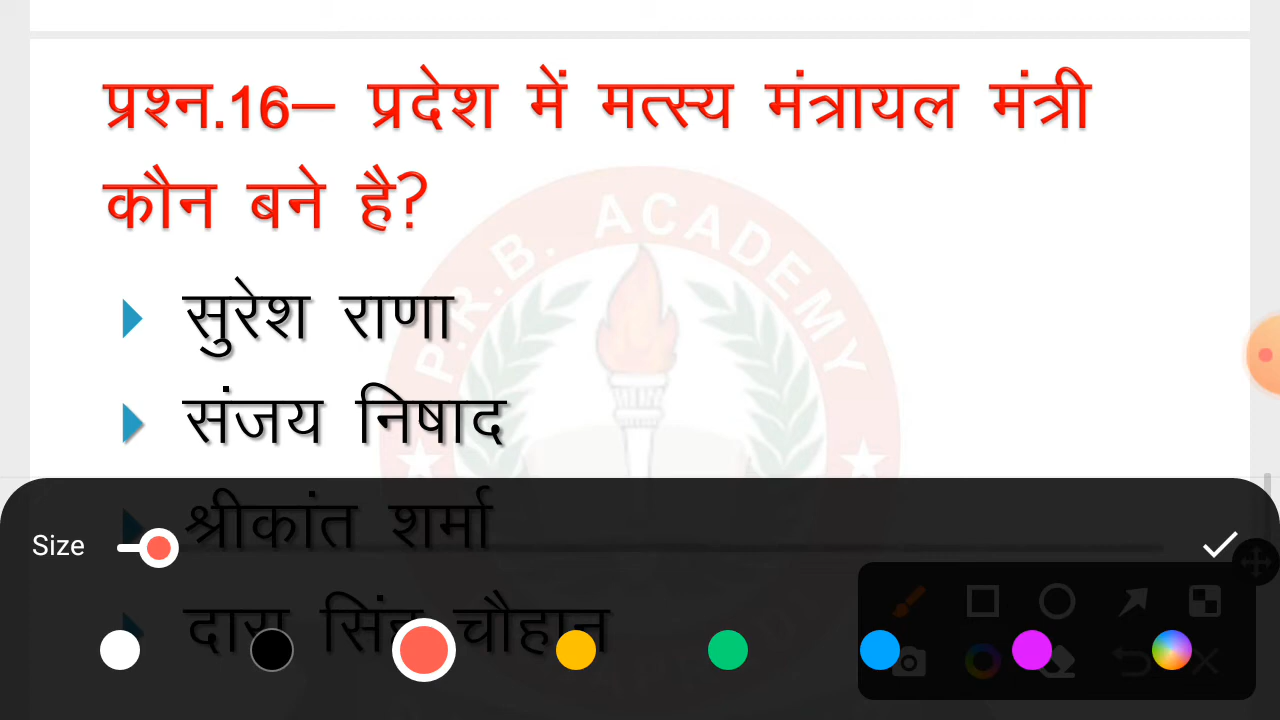 प्रश्न.16– प्रदेश में मत्स्य मंत्रायल मंत्री
कौन बने है?
P.R.B. ACADEMY
सुरेश राणा
संजय निषाद
श्रीकांत शर्मा
Size
दारा सिंह चौहान